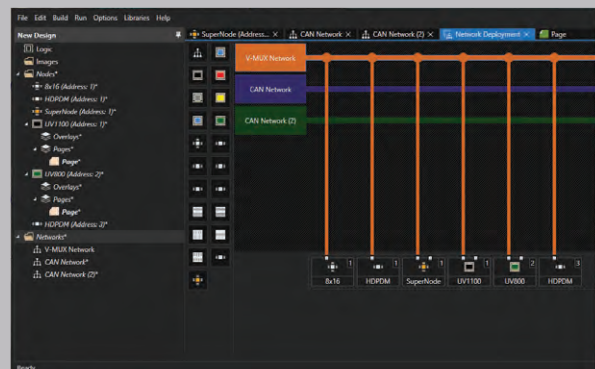 File Edit Build Run Options Libraries Help
New Design
SuperNode (Address... ×
CAN Network ×
CAN Network (2) ×
Network Deployment ×
Page
Logic
Images
Nodes*
8x16 (Address: 1)*
HDPDM (Address: 1)*
SuperNode (Address: 1)*
UV1100 (Address: 1)*
Overlays*
Pages*
Page*
UV800 (Address: 2)*
Overlays*
Pages*
Page*
HDPDM (Address: 3)*
Networks*
V-MUX Network
CAN Network*
CAN Network (2)*
V-MUX Network
CAN Network
CAN Network (2)
1 1 1 1 2 3
8x16 HDPDM SuperNode UV1100 UV800 HDPDM
Ready